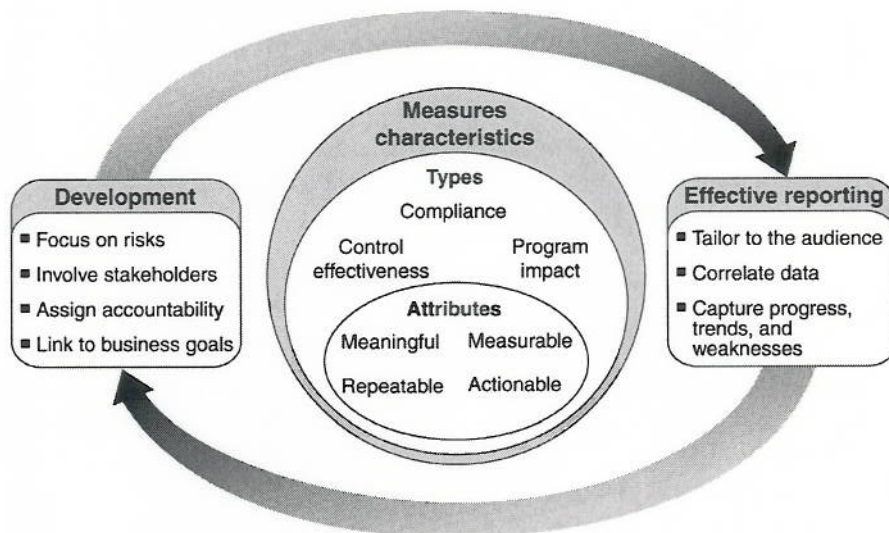 Measures
characteristics
Types
Compliance
Control
effectiveness
Program
impact
Attributes
Meaningful
Measurable
Repeatable
Actionable
Development
■ Focus on risks
■ Involve stakeholders
■ Assign accountability
■ Link to business goals
Effective reporting
■ Tailor to the audience
■ Correlate data
■ Capture progress,
trends, and
weaknesses